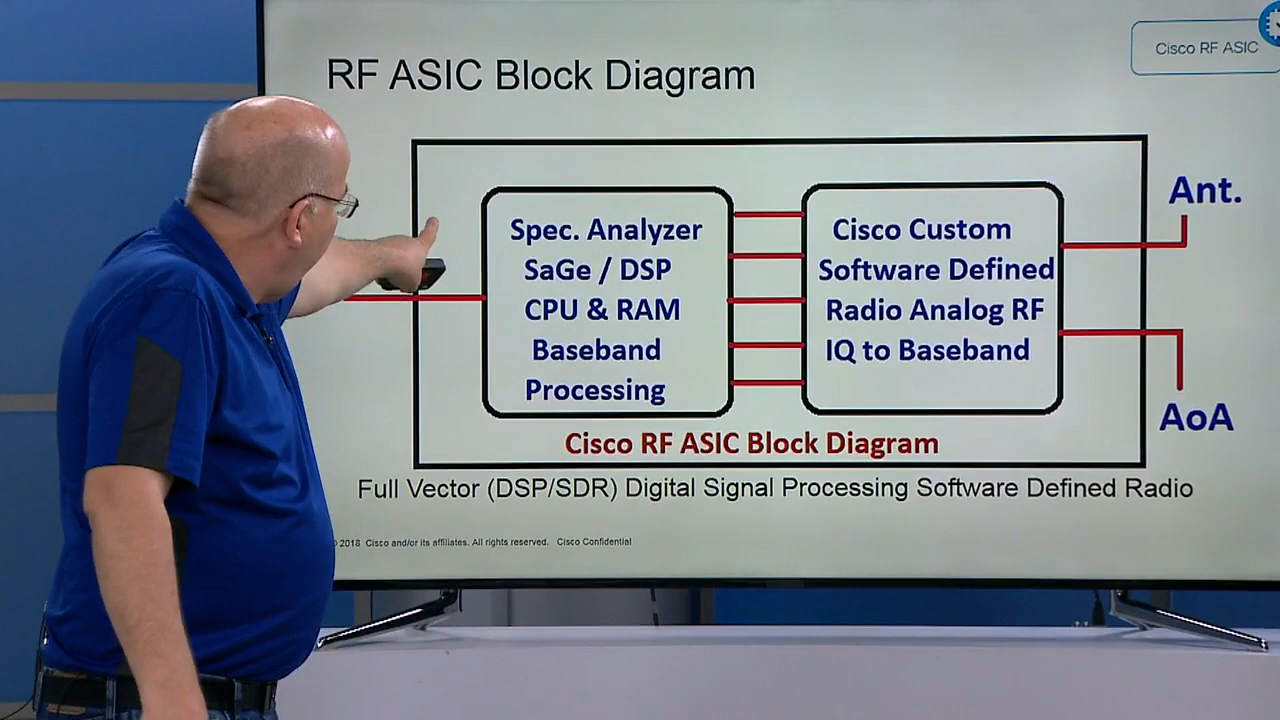 Cisco RF ASIC
RF ASIC Block Diagram
Spec. Analyzer
SaGe / DSP
CPU & RAM
Baseband
Processing
Cisco Custom
Software Defined
Radio Analog RF
IQ to Baseband
Ant.
AoA
Cisco RF ASIC Block Diagram
Full Vector (DSP/SDR) Digital Signal Processing Software Defined Radio
2018 Cisco and/or its affiliates. All rights reserved. Cisco Confidential